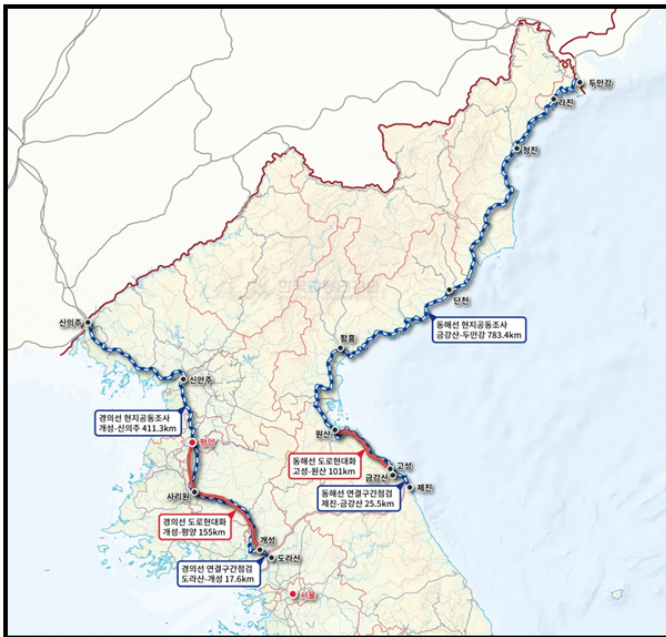 두만강
라진
청진
단천
동해선 현지공동조사
금강산-두만강 783.4km
신의주
함흥
신안주
경의선 현지공동조사
개성-신의주 411.3km
평양
원산
동해선 도로현대화
고성-원산 101km
고성
금강산
제진
동해선 연결구간점검
제진-금강산 25.5km
사리원
경의선 도로현대화
개성-평양 155km
개성
도라산
경의선 연결구간점검
도라산-개성 17.6km
서울